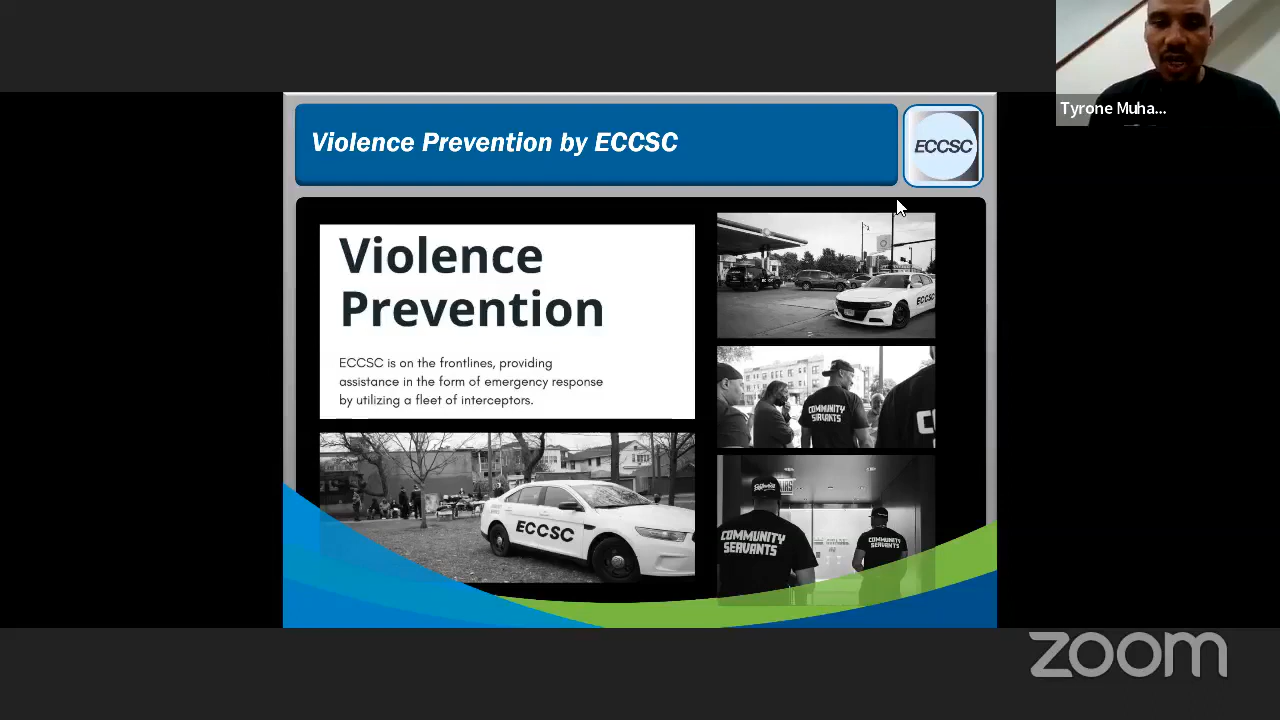 Tyrone Muha...
Violence Prevention by ECCSC
ECCSC
Violence
Prevention
ECCSC is on the frontlines, providing
assistance in the form of emergency response
by utilizing a fleet of interceptors.
ECCSC
COMMUNITY
SERVANTS
ECCSC
COMMUNITY
SERVANTS
COMMUNITY
SERVANTS
zoom